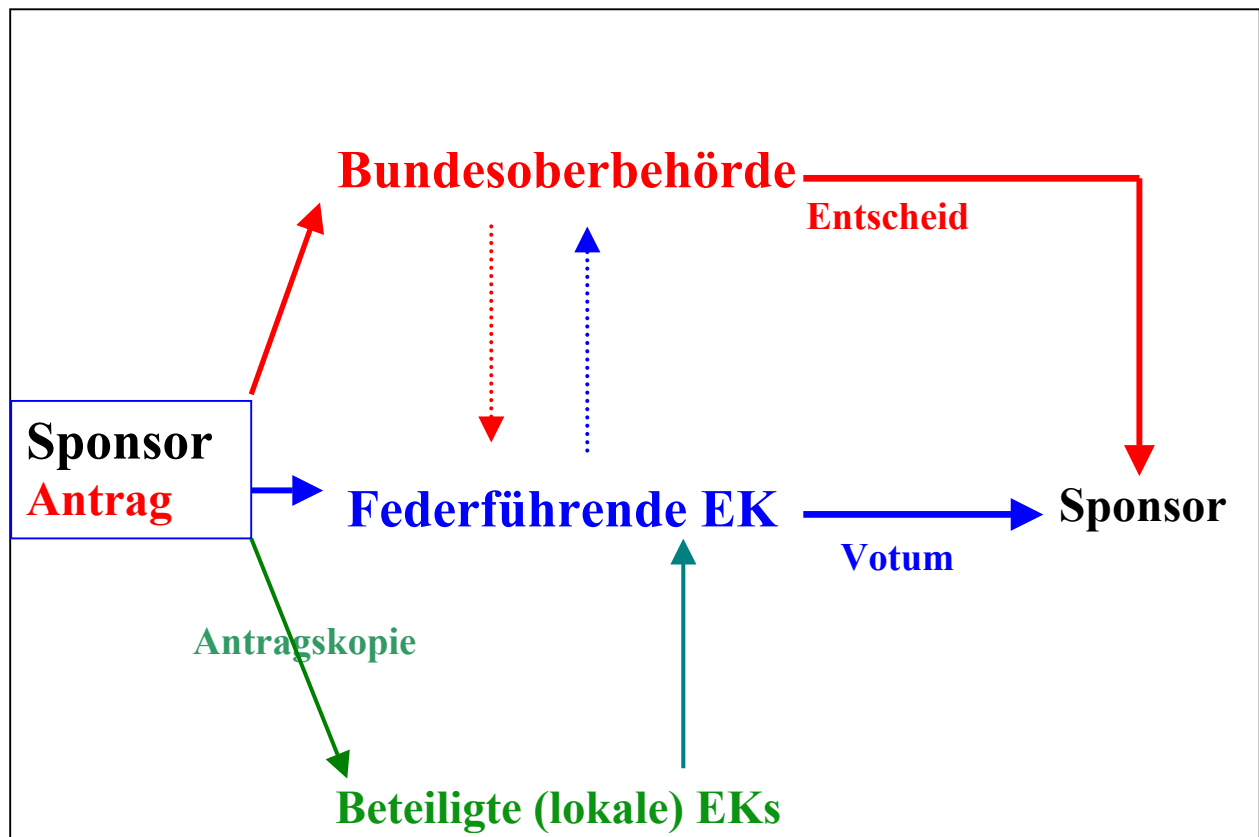 Bundesoberbehörde
Entscheid
Sponsor
Antrag
Federführende EK
Sponsor
Votum
Antragskopie
Beteiligte (lokale) EKs